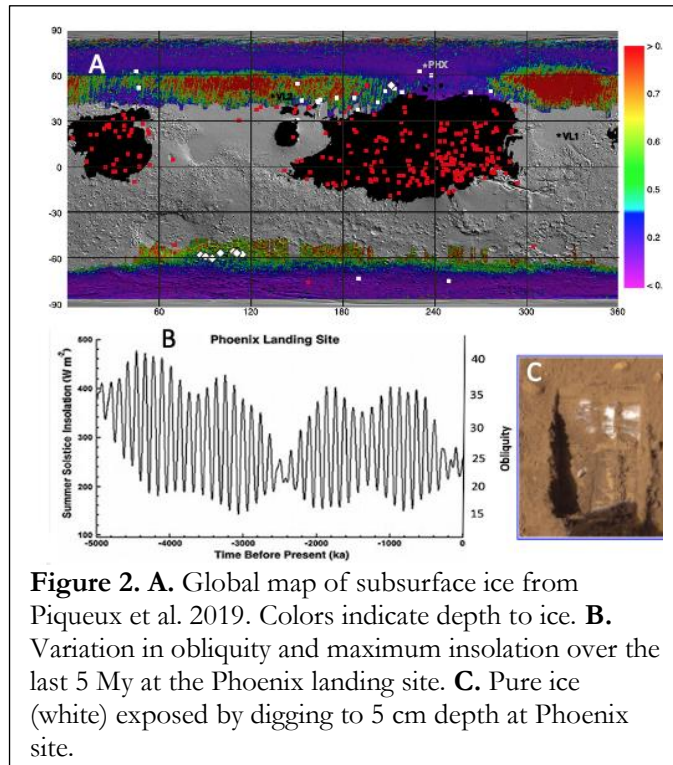 90
60
30
0
-30
-60
-90
A
*PHX
*VL2
*VL1
60
120
180
240
300
360
> 0.
0.7
0.6
0.5
0.2
< 0.
B
Phoenix Landing Site
Summer Solstice Insolation (W m⁻²)
500
400
300
200
100
40
35
30
25
20
15
Obliquity
-5000
-4000
-3000
-2000
-1000
0
Time Before Present (ka)
C
Figure 2. A. Global map of subsurface ice from
Piqueux et al. 2019. Colors indicate depth to ice. B.
Variation in obliquity and maximum insolation over the
last 5 My at the Phoenix landing site. C. Pure ice
(white) exposed by digging to 5 cm depth at Phoenix
site.